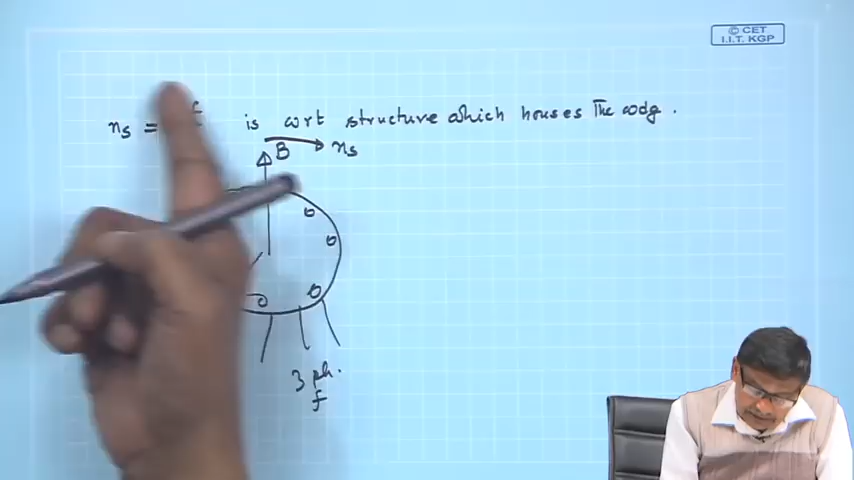 © CET
I.I.T. KGP
nₛ = is wrt structure which houses the wdg.
B nₛ
3 ph.
f